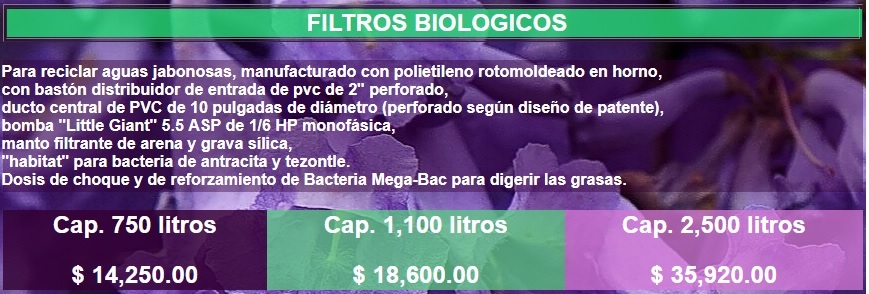 FILTROS BIOLOGICOS
Para reciclar aguas jabonosas, manufacturado con polietileno rotomoldeado en horno,
con bastón distribuidor de entrada de pvc de 2" perforado,
ducto central de PVC de 10 pulgadas de diámetro (perforado según diseño de patente),
bomba "Little Giant" 5.5 ASP de 1/6 HP monofásica,
manto filtrante de arena y grava sílica,
"habitat" para bacteria de antracita y tezontle.
Dosis de choque y de reforzamiento de Bacteria Mega-Bac para digerir las grasas.
Cap. 750 litros Cap. 1,100 litros Cap. 2,500 litros
$ 14,250.00 $ 18,600.00 $ 35,920.00